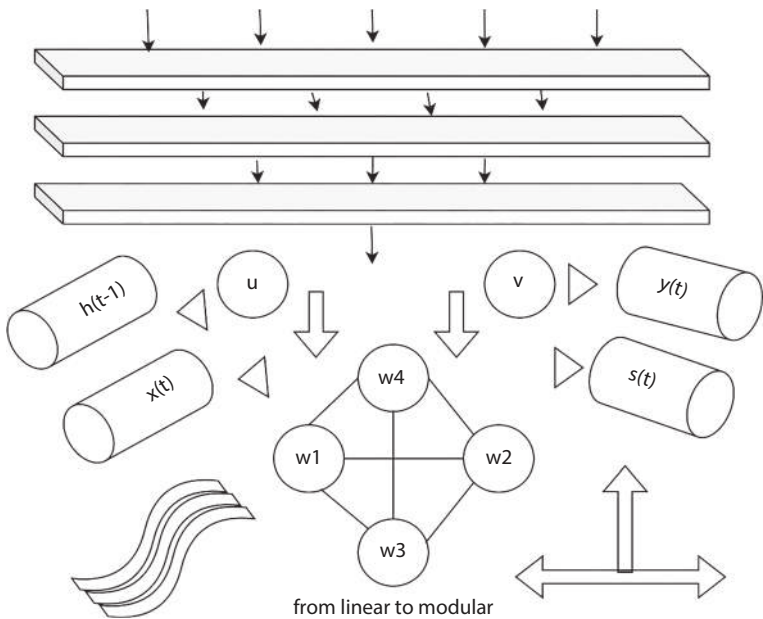 h(t-1)
u
v
y(t)
x(t)
w4
s(t)
w1
w2
w3
from linear to modular